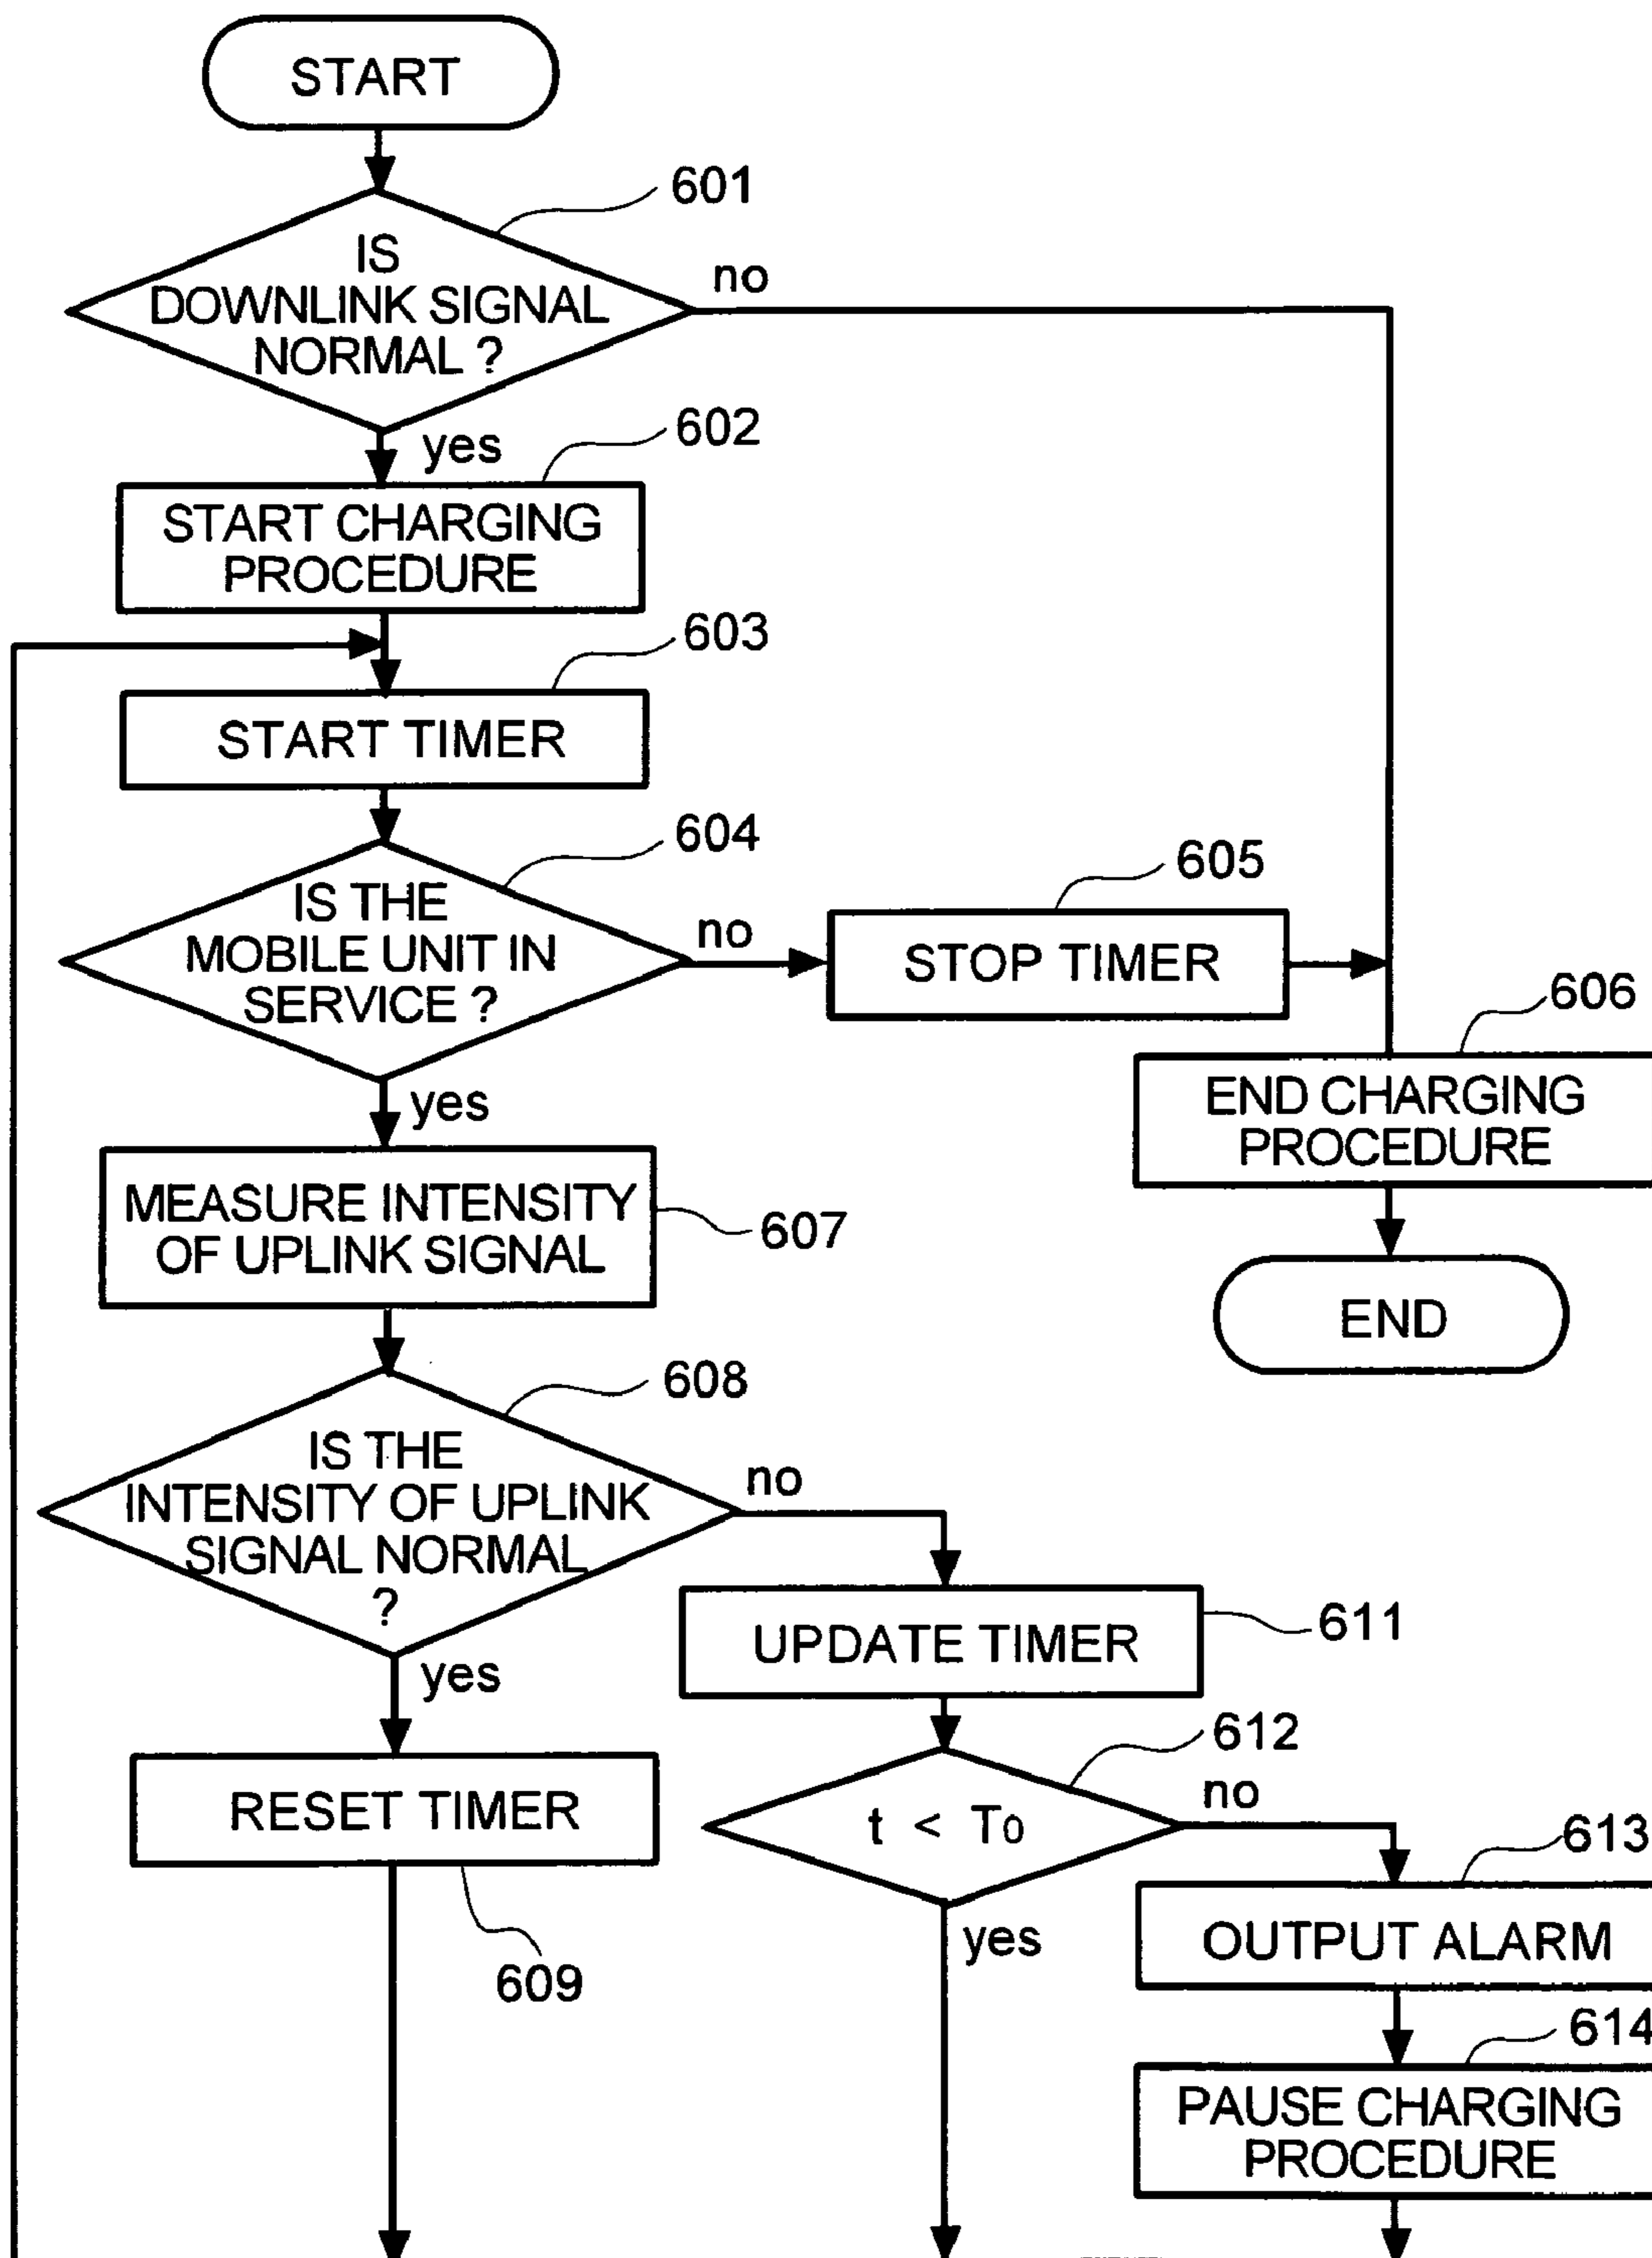 START
601
IS
DOWNLINK SIGNAL
NORMAL ?
no
yes
602
START CHARGING
PROCEDURE
603
START TIMER
604
IS THE
MOBILE UNIT IN
SERVICE ?
no
605
STOP TIMER
606
END CHARGING
PROCEDURE
END
yes
MEASURE INTENSITY
OF UPLINK SIGNAL
607
608
IS THE
INTENSITY OF UPLINK
SIGNAL NORMAL
?
no
yes
UPDATE TIMER
611
612
t < T0
no
yes
RESET TIMER
609
613
OUTPUT ALARM
614
PAUSE CHARGING
PROCEDURE